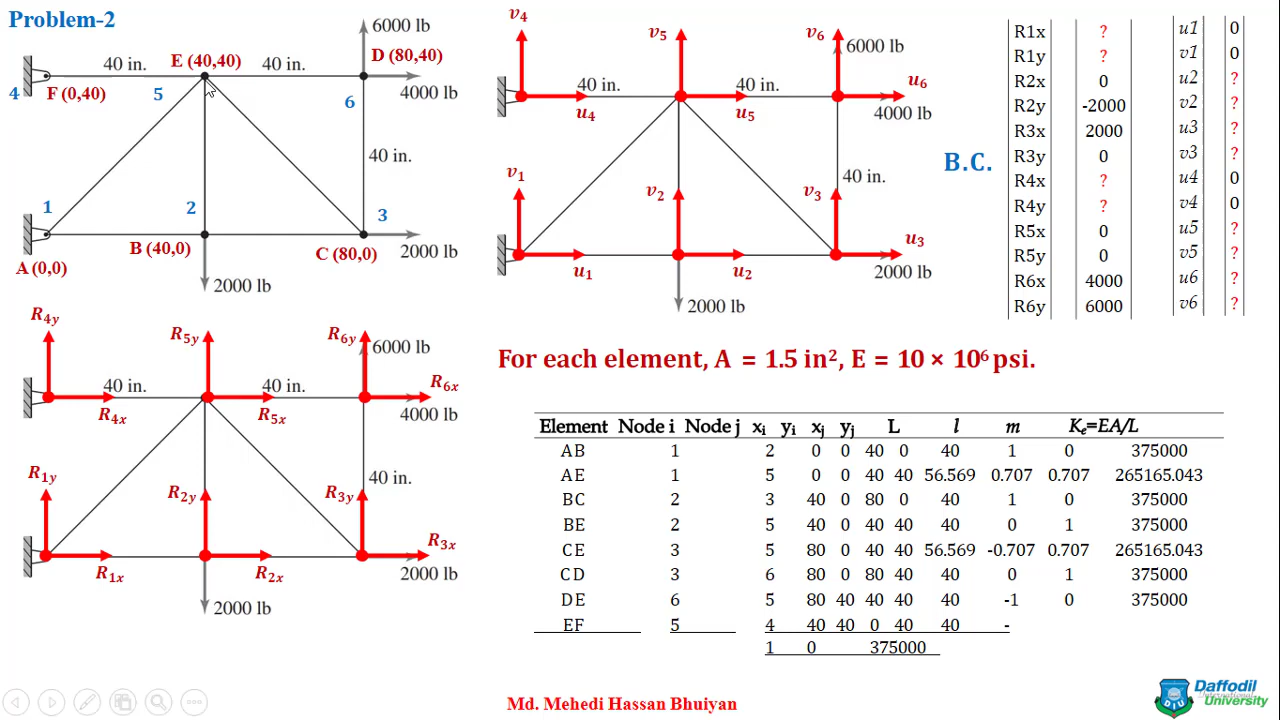 Problem-2
6000 lb
40 in. E (40,40) 40 in. D (80,40)
4 F (0,40) 5 6 4000 lb
40 in.
1 2 3
A (0,0) B (40,0) C (80,0) 2000 lb
2000 lb
v4 v5 v6 6000 lb
40 in. 40 in. u6
u4 u5 4000 lb
v1 v2 v3 40 in.
u3
u1 u2 2000 lb
2000 lb
B.C.
R1x ? u1 0
R1y ? v1 0
R2x 0 u2 ?
R2y -2000 v2 ?
R3x 2000 u3 ?
R3y 0 v3 ?
R4x ? u4 0
R4y ? v4 0
R5x 0 u5 ?
R5y 0 v5 ?
R6x 4000 u6 ?
R6y 6000 v6 ?
R4y R5y R6y 6000 lb
40 in. 40 in. R6x
R4x R5x 4000 lb
R1y R2y R3y 40 in.
R3x
R1x R2x 2000 lb
2000 lb
For each element, A = 1.5 in², E = 10 × 10⁶ psi.
Element Node i Node j xi yi xj yj L l m Ke=EA/L
AB 1 2 0 0 40 0 40 1 0 375000
AE 1 5 0 0 40 40 56.569 0.707 0.707 265165.043
BC 2 3 40 0 80 0 40 1 0 375000
BE 2 5 40 0 40 40 40 0 1 375000
CE 3 5 80 0 40 40 56.569 -0.707 0.707 265165.043
CD 3 6 80 0 80 40 40 0 1 375000
DE 6 5 80 40 40 40 40 -1 0 375000
EF 5 4 40 40 0 40 40 -
1 0 375000
Md. Mehedi Hassan Bhuiyan
DIU
Daffodil
International
University